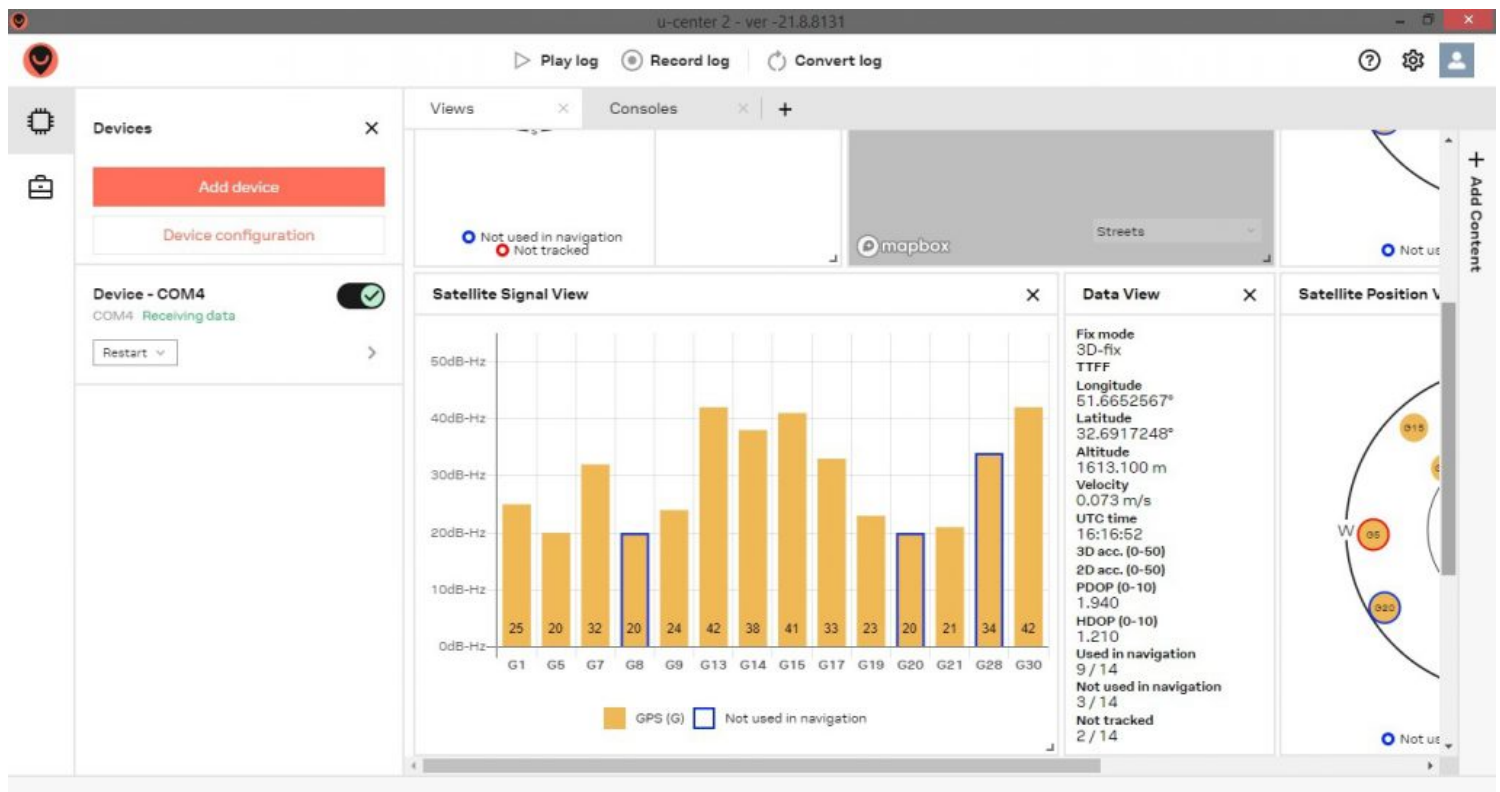 u-center 2 - ver -21.8.8131
Play log
Record log
Convert log
Devices
Add device
Device configuration
Device - COM4
COM4 Receiving data
Restart
Views
Consoles
Add Content
Not used in navigation
Not tracked
mapbox
Streets
Not us
Satellite Signal View
50dB-Hz
40dB-Hz
30dB-Hz
20dB-Hz
10dB-Hz
0dB-Hz
25 20 32 20 24 42 38 41 33 23 20 21 34 42
G1 G5 G7 G8 G9 G13 G14 G15 G17 G19 G20 G21 G28 G30
GPS (G) Not used in navigation
Data View
Fix mode
3D-fix
TTFF
Longitude
51.6652567°
Latitude
32.6917248°
Altitude
1613.100 m
Velocity
0.073 m/s
UTC time
16:16:52
3D acc. (0-50)
2D acc. (0-50)
PDOP (0-10)
1.940
HDOP (0-10)
1.210
Used in navigation
9 / 14
Not used in navigation
3 / 14
Not tracked
2 / 14
Satellite Position V
G15
W
G5
G20
Not us